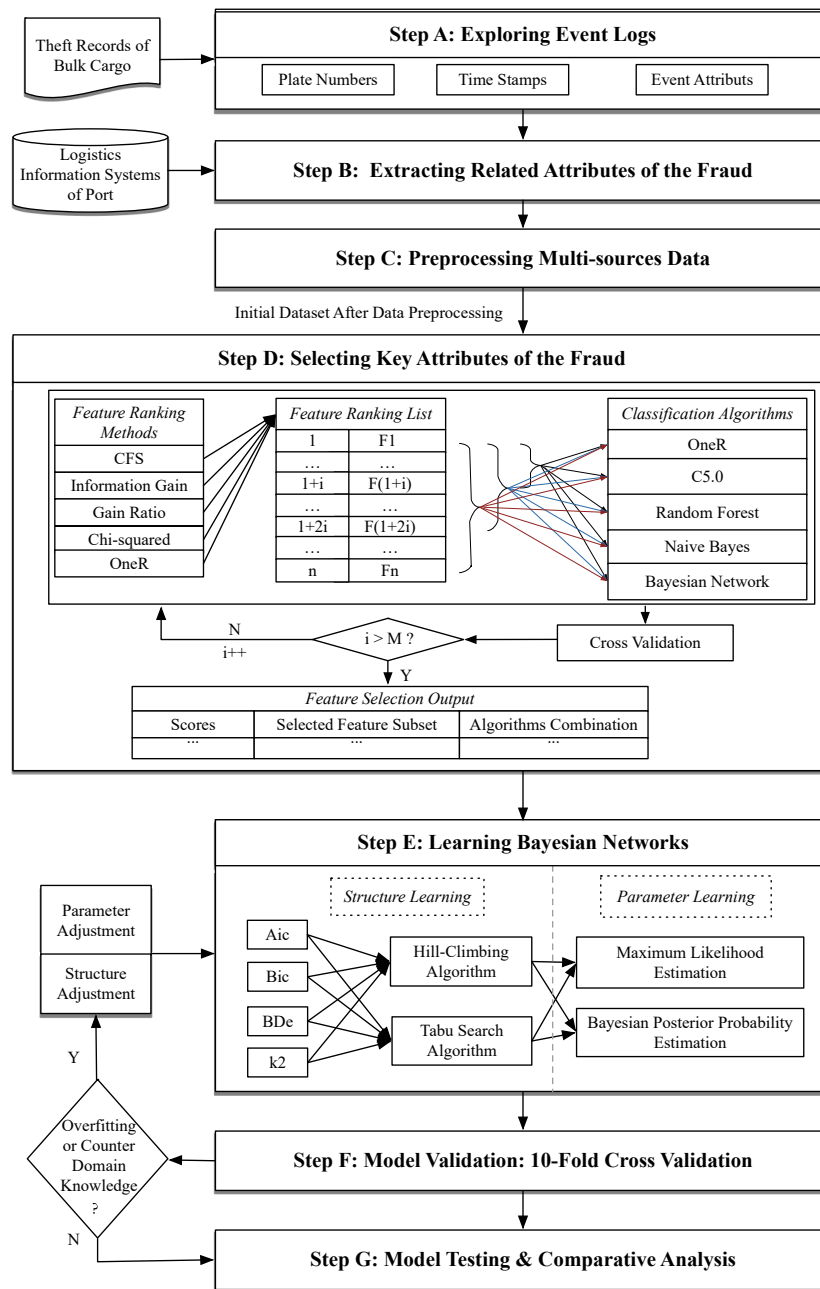 Theft Records of
Bulk Cargo
Step A: Exploring Event Logs
Plate Numbers
Time Stamps
Event Attributs
Logistics
Information Systems
of Port
Step B: Extracting Related Attributes of the Fraud
Step C: Preprocessing Multi-sources Data
Initial Dataset After Data Preprocessing
Step D: Selecting Key Attributes of the Fraud
Feature Ranking
Methods
CFS
Information Gain
Gain Ratio
Chi-squared
OneR
Feature Ranking List
1 F1
... ...
1+i F(1+i)
... ...
1+2i F(1+2i)
... ...
n Fn
Classification Algorithms
OneR
C5.0
Random Forest
Naive Bayes
Bayesian Network
N
i++
i > M ?
Cross Validation
Y
Feature Selection Output
Scores Selected Feature Subset Algorithms Combination
... ... ...
Step E: Learning Bayesian Networks
Parameter
Adjustment
Structure
Adjustment
Structure Learning
Parameter Learning
Aic
Bic
BDe
k2
Hill-Climbing
Algorithm
Tabu Search
Algorithm
Maximum Likelihood
Estimation
Bayesian Posterior Probability
Estimation
Y
Overfitting
or Counter
Domain
Knowledge
?
N
Step F: Model Validation: 10-Fold Cross Validation
Step G: Model Testing & Comparative Analysis